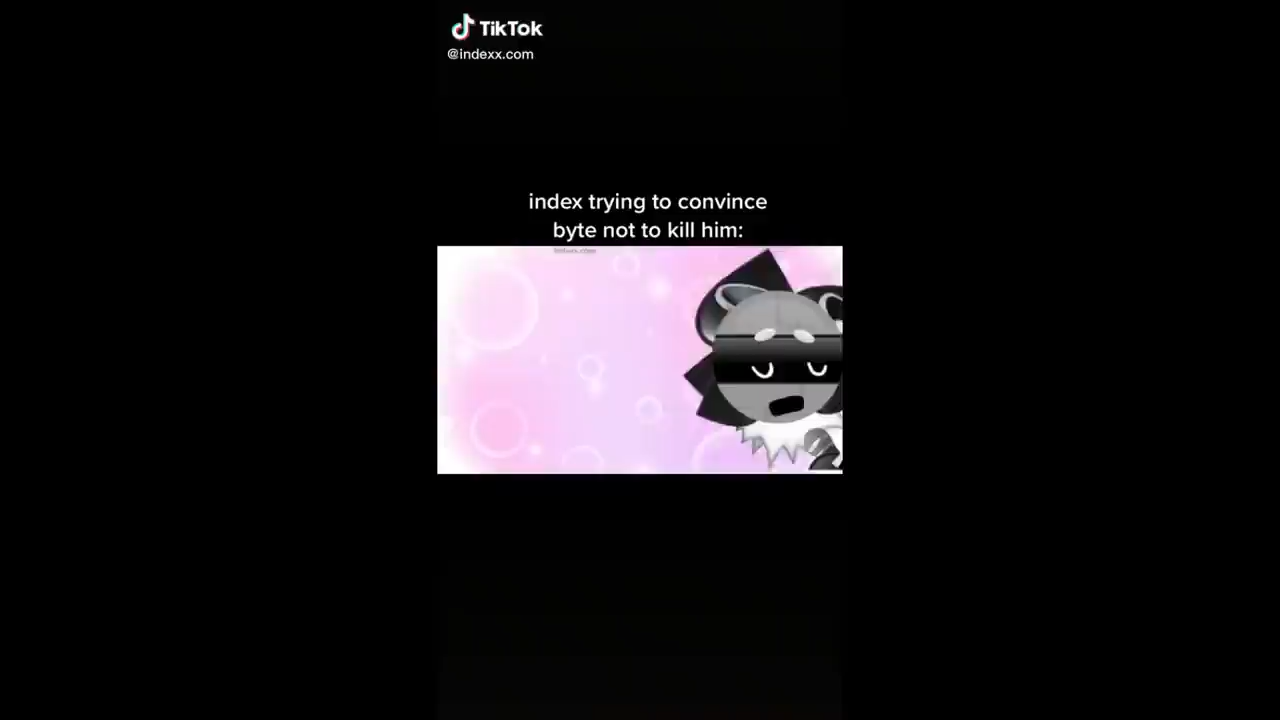 TikTok
@indexx.com
index trying to convince
byte not to kill him: